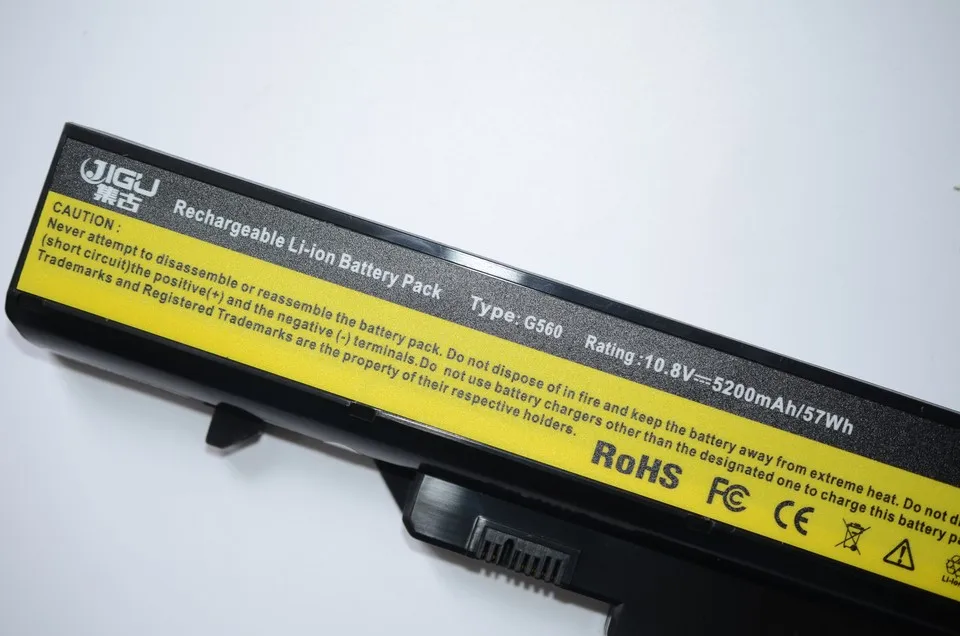 JIGU
集古
Rechargeable Li-ion Battery Pack Type: G560 Rating :10.8V⎓5200mAh/57Wh
CAUTION :
Never attempt to disassemble or reassemble the battery pack. Do not dispose of in fire and keep the battery away from extreme heat. Do not
(short circuit)the positive(+) and the negative (-) terminals.Do not use battery chargers other than the designated one to charge this battery
Trademarks and Registered Trademarks are the property of their respective holders.
RoHS FC CE
Li-ion